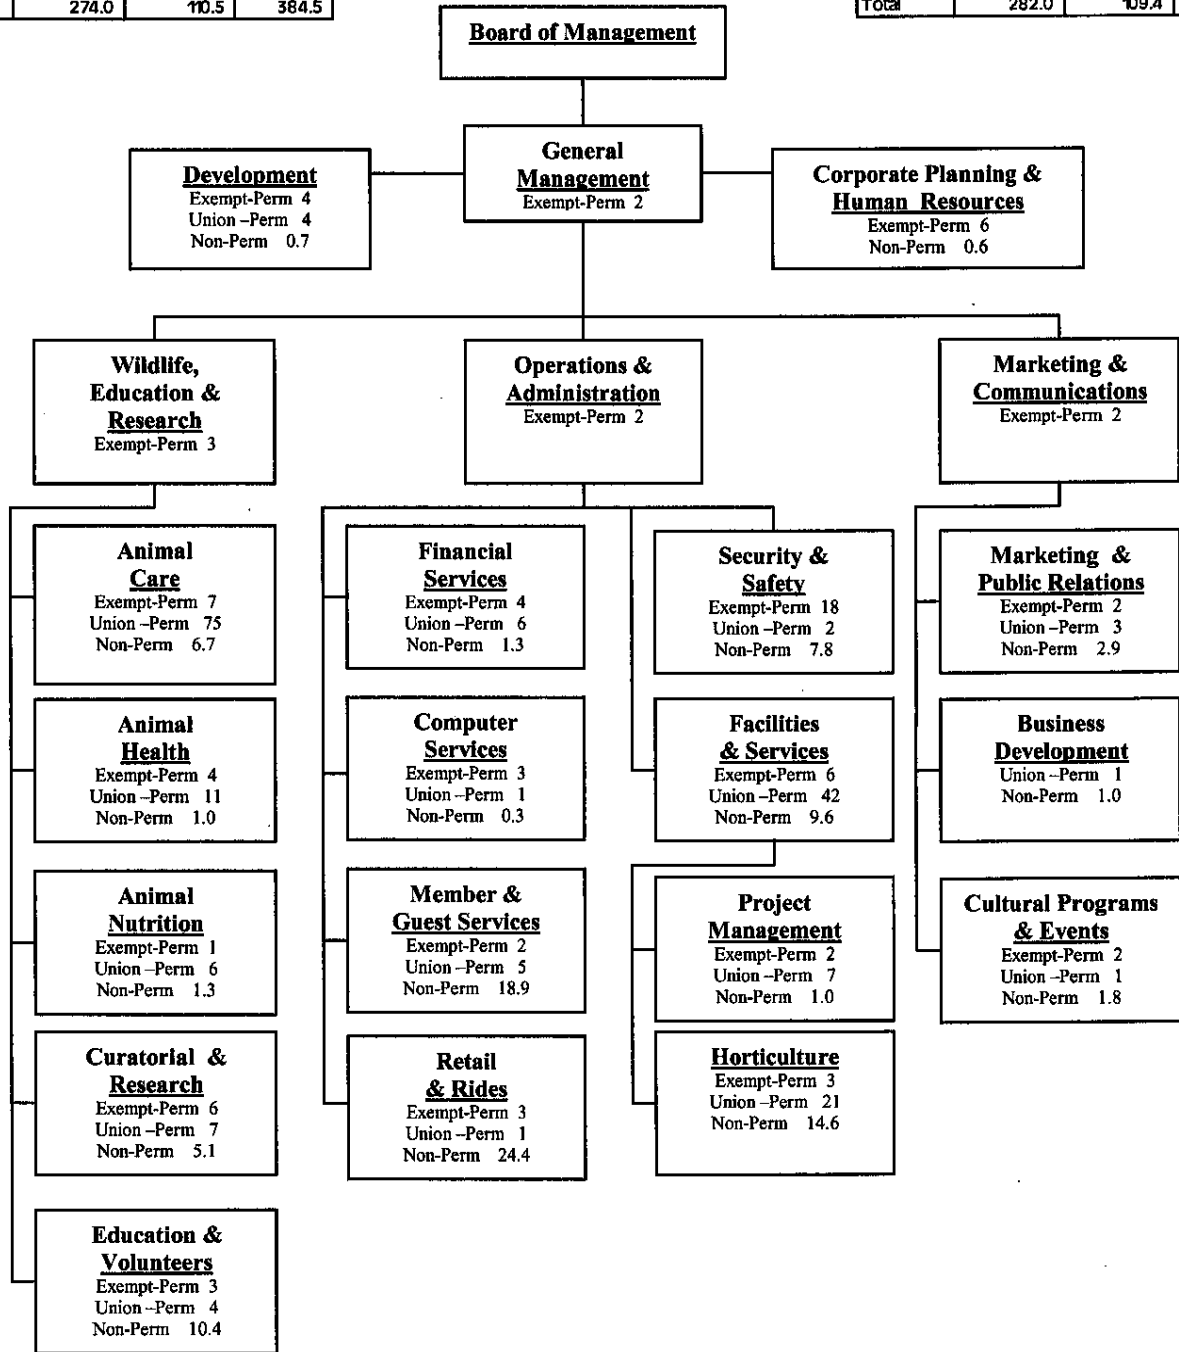 274.0 110.5 384.5
Total 282.0 109.4
Board of Management
General
Management
Exempt-Perm 2
Development
Exempt-Perm 4
Union –Perm 4
Non-Perm 0.7
Corporate Planning &
Human Resources
Exempt-Perm 6
Non-Perm 0.6
Wildlife,
Education &
Research
Exempt-Perm 3
Operations &
Administration
Exempt-Perm 2
Marketing &
Communications
Exempt-Perm 2
Animal
Care
Exempt-Perm 7
Union –Perm 75
Non-Perm 6.7
Financial
Services
Exempt-Perm 4
Union –Perm 6
Non-Perm 1.3
Security &
Safety
Exempt-Perm 18
Union –Perm 2
Non-Perm 7.8
Marketing &
Public Relations
Exempt-Perm 2
Union –Perm 3
Non-Perm 2.9
Animal
Health
Exempt-Perm 4
Union –Perm 11
Non-Perm 1.0
Computer
Services
Exempt-Perm 3
Union –Perm 1
Non-Perm 0.3
Facilities
& Services
Exempt-Perm 6
Union –Perm 42
Non-Perm 9.6
Business
Development
Union –Perm 1
Non-Perm 1.0
Animal
Nutrition
Exempt-Perm 1
Union –Perm 6
Non-Perm 1.3
Member &
Guest Services
Exempt-Perm 2
Union –Perm 5
Non-Perm 18.9
Project
Management
Exempt-Perm 2
Union –Perm 7
Non-Perm 1.0
Cultural Programs
& Events
Exempt-Perm 2
Union –Perm 1
Non-Perm 1.8
Curatorial &
Research
Exempt-Perm 6
Union –Perm 7
Non-Perm 5.1
Retail
& Rides
Exempt-Perm 3
Union –Perm 1
Non-Perm 24.4
Horticulture
Exempt-Perm 3
Union –Perm 21
Non-Perm 14.6
Education &
Volunteers
Exempt-Perm 3
Union –Perm 4
Non-Perm 10.4